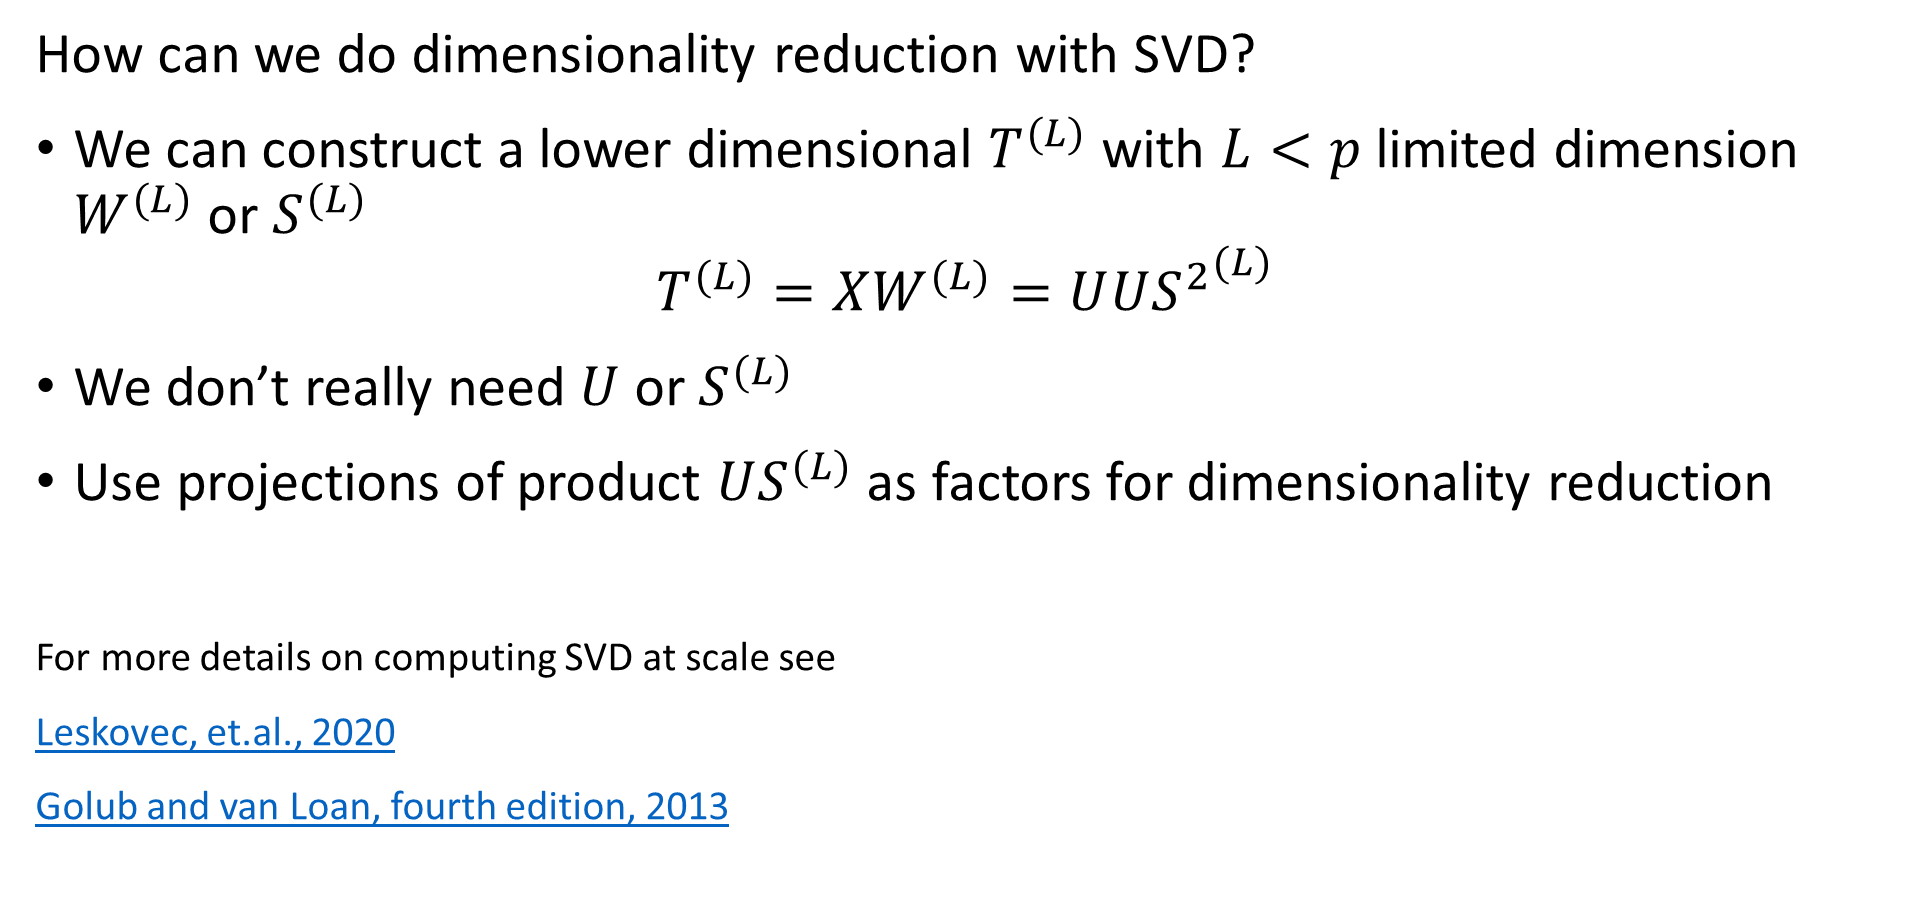 How can we do dimensionality reduction with SVD?
• We can construct a lower dimensional T^(L) with L < p limited dimension
W^(L) or S^(L)
T^(L) = XW^(L) = UUS^2^(L)
• We don’t really need U or S^(L)
• Use projections of product US^(L) as factors for dimensionality reduction
For more details on computing SVD at scale see
Leskovec, et.al., 2020
Golub and van Loan, fourth edition, 2013